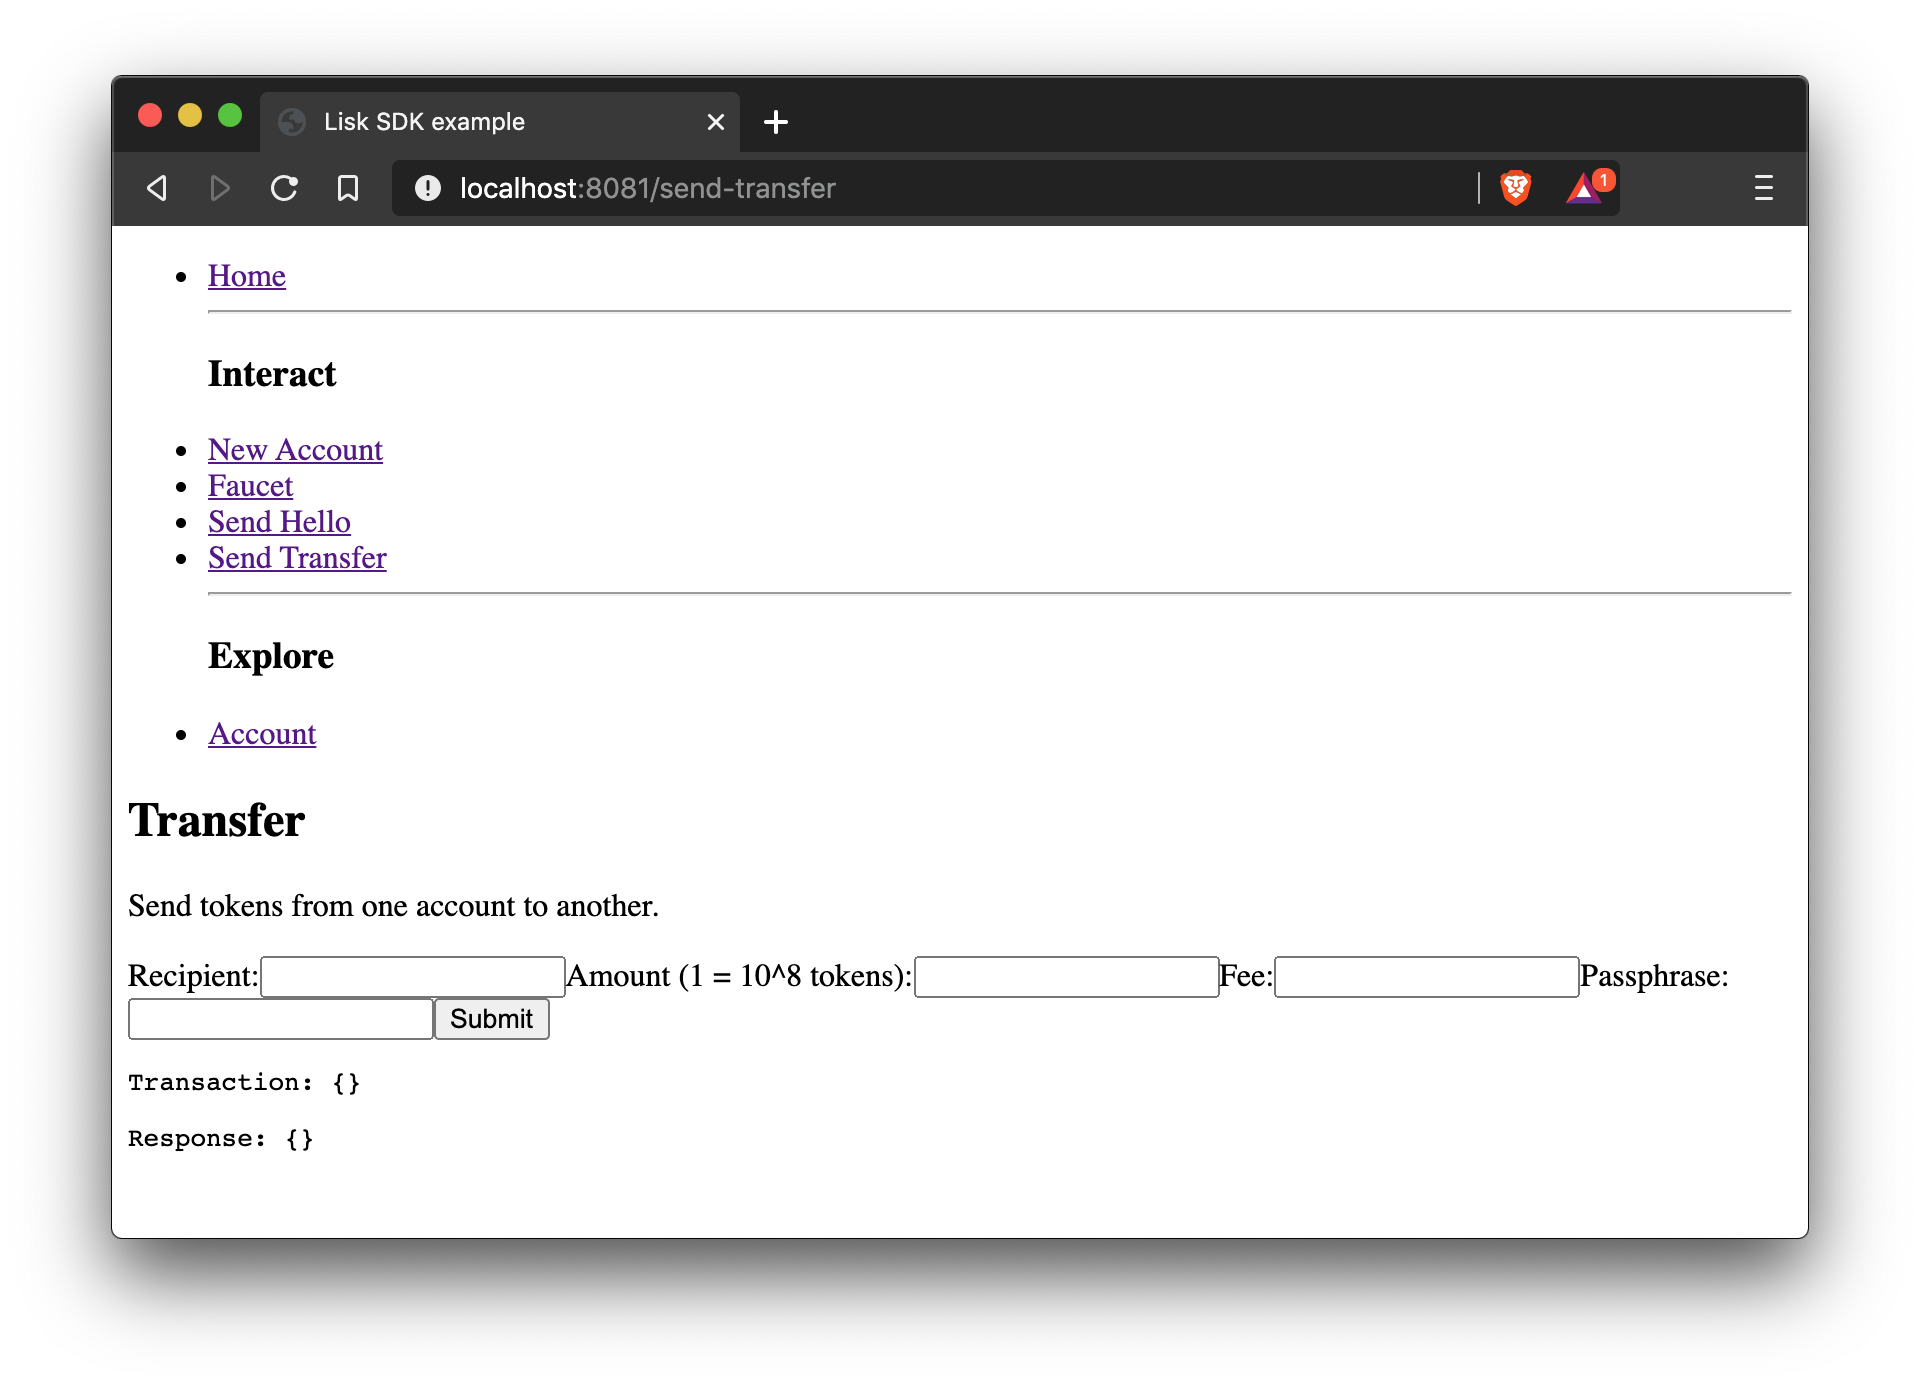 Lisk SDK example
localhost:8081/send-transfer
1
Home
Interact
New Account
Faucet
Send Hello
Send Transfer
Explore
Account
Transfer
Send tokens from one account to another.
Recipient: Amount (1 = 10^8 tokens): Fee: Passphrase:
Submit
Transaction: {}
Response: {}